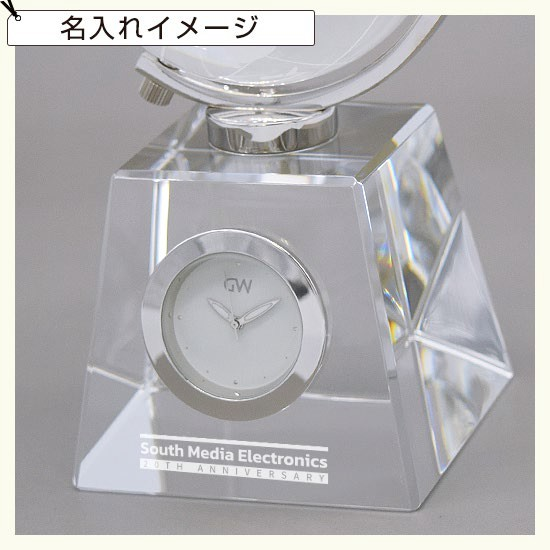 名入れイメージ
GW
South Media Electronics
20TH ANNIVERSARY